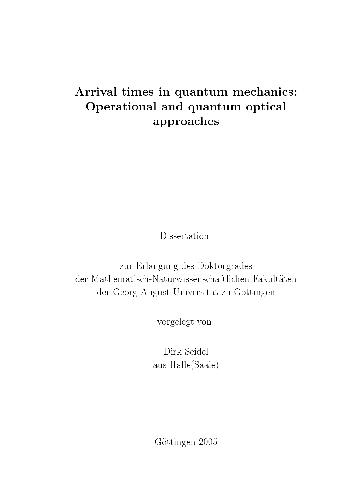 Arrival times in quantum mechanics:
Operational and quantum optical
approaches
Dissertation
zur Erlangung des Doktorgrades
der Mathematisch-Naturwissenschaftlichen Fakultäten
der Georg-August-Universität zu Göttingen
vorgelegt von
Dirk Seidel
aus Halle(Saale)
Göttingen 2005